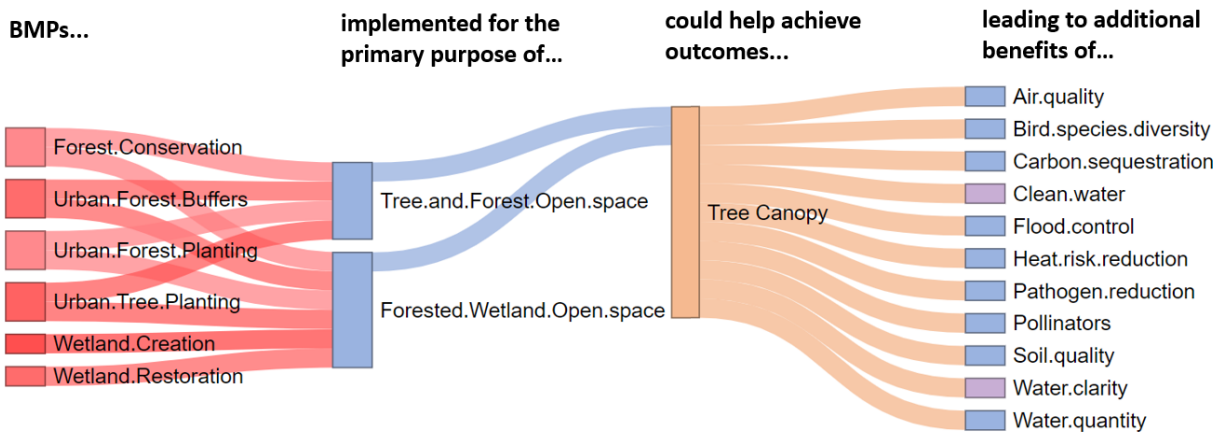 BMPs...
implemented for the
primary purpose of...
could help achieve
outcomes...
leading to additional
benefits of...
Forest.Conservation
Urban.Forest.Buffers
Urban.Forest.Planting
Urban.Tree.Planting
Wetland.Creation
Wetland.Restoration
Tree.and.Forest.Open.space
Forested.Wetland.Open.space
Tree Canopy
Air.quality
Bird.species.diversity
Carbon.sequestration
Clean.water
Flood.control
Heat.risk.reduction
Pathogen.reduction
Pollinators
Soil.quality
Water.clarity
Water.quantity